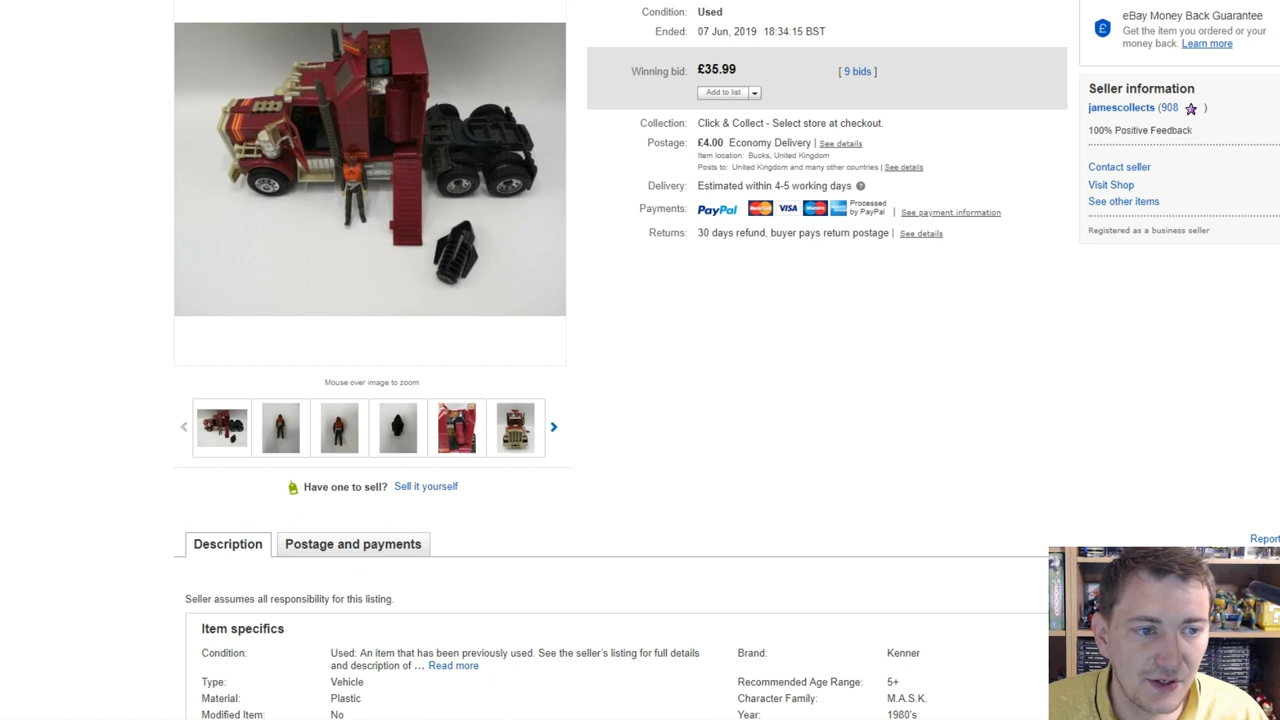 Condition: Used
Ended: 07 Jun, 2019 18:34:15 BST
Winning bid: £35.99 [ 9 bids ]
Add to list
Collection: Click & Collect - Select store at checkout.
Postage: £4.00 Economy Delivery | See details
Item location: Bucks, United Kingdom
Posts to: United Kingdom and many other countries | See details
Delivery: Estimated within 4-5 working days
Payments: PayPal MasterCard VISA Processed by PayPal | See payment information
Returns: 30 days refund, buyer pays return postage | See details
eBay Money Back Guarantee
Get the item you ordered or your
money back. Learn more
Seller information
jamescollects (908 )
100% Positive Feedback
Contact seller
Visit Shop
See other items
Registered as a business seller
Mouse over image to zoom
Have one to sell? Sell it yourself
Description Postage and payments
Report
Seller assumes all responsibility for this listing.
Item specifics
Condition: Used: An item that has been previously used. See the seller's listing for full details
and description of ... Read more
Brand: Kenner
Type: Vehicle
Recommended Age Range: 5+
Material: Plastic
Character Family: M.A.S.K.
Modified Item: No
Year: 1980's